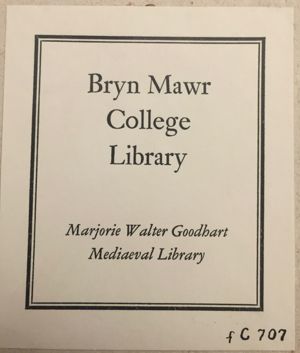 Bryn Mawr
College
Library
Marjorie Walter Goodhart
Mediaeval Library
f C 707